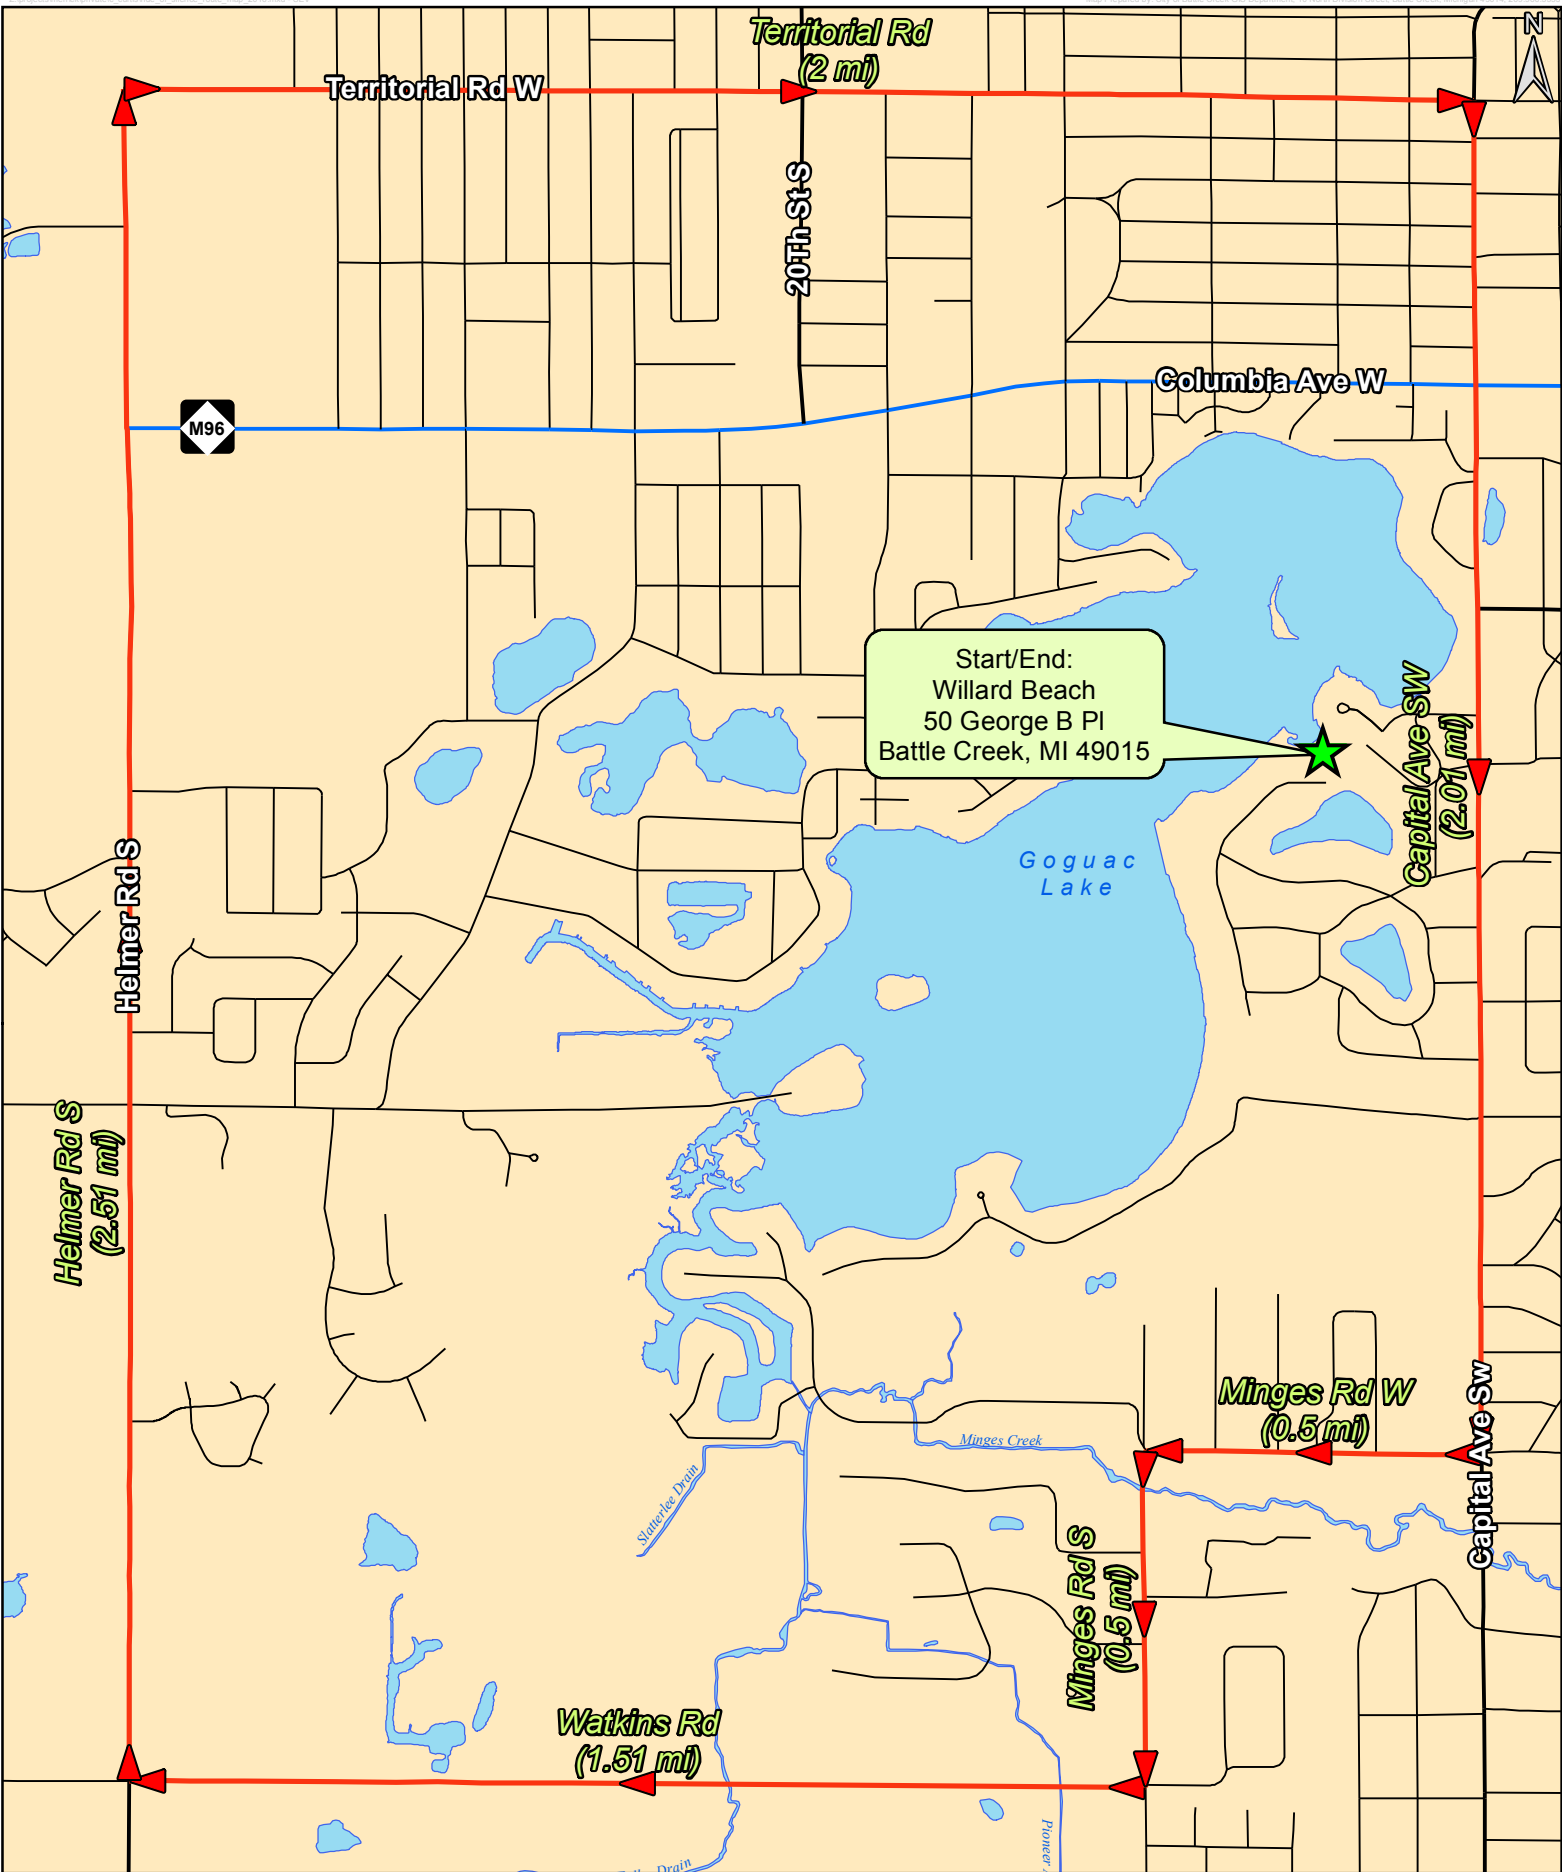 Territorial Rd
(2 mi)
N
Territorial Rd W
20Th St S
Columbia Ave W
M96
Start/End:
Willard Beach
50 George B Pl
Battle Creek, MI 49015
Capital Ave SW
(2.01 mi)
Goguac
Lake
Helmer Rd S
Helmer Rd S
(2.51 mi)
Minges Rd W
(0.5 mi)
Capital Ave Sw
Minges Creek
Slatterlee Drain
Minges Rd S
(0.5 mi)
Watkins Rd
(1.51 mi)
Pioneer
Drain